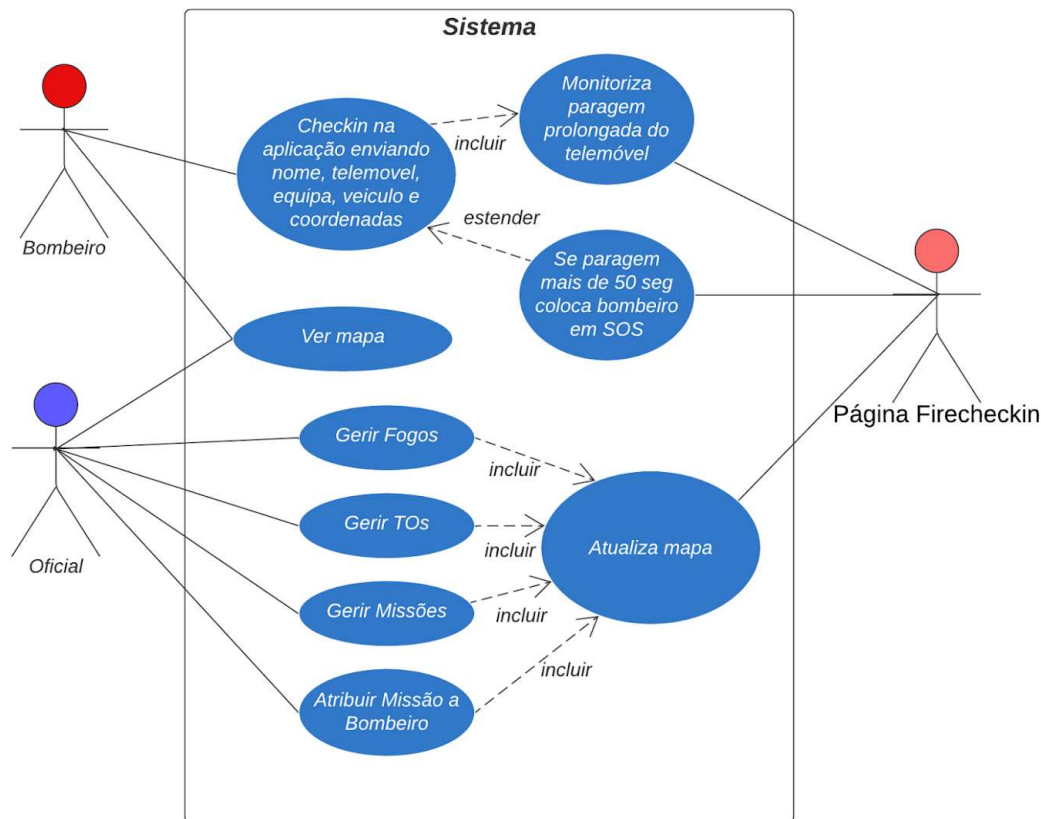 Sistema
Monitoriza
paragem
prolongada do
telemóvel
Checkin na
aplicação enviando
nome, telemovel,
equipa, veiculo e
coordenadas
incluir
estender
Bombeiro
Se paragem
mais de 50 seg
coloca bombeiro
em SOS
Ver mapa
Página Firecheckin
Gerir Fogos
incluir
Gerir TOs
incluir
Atualiza mapa
Oficial
Gerir Missões
incluir
incluir
Atribuir Missão a
Bombeiro